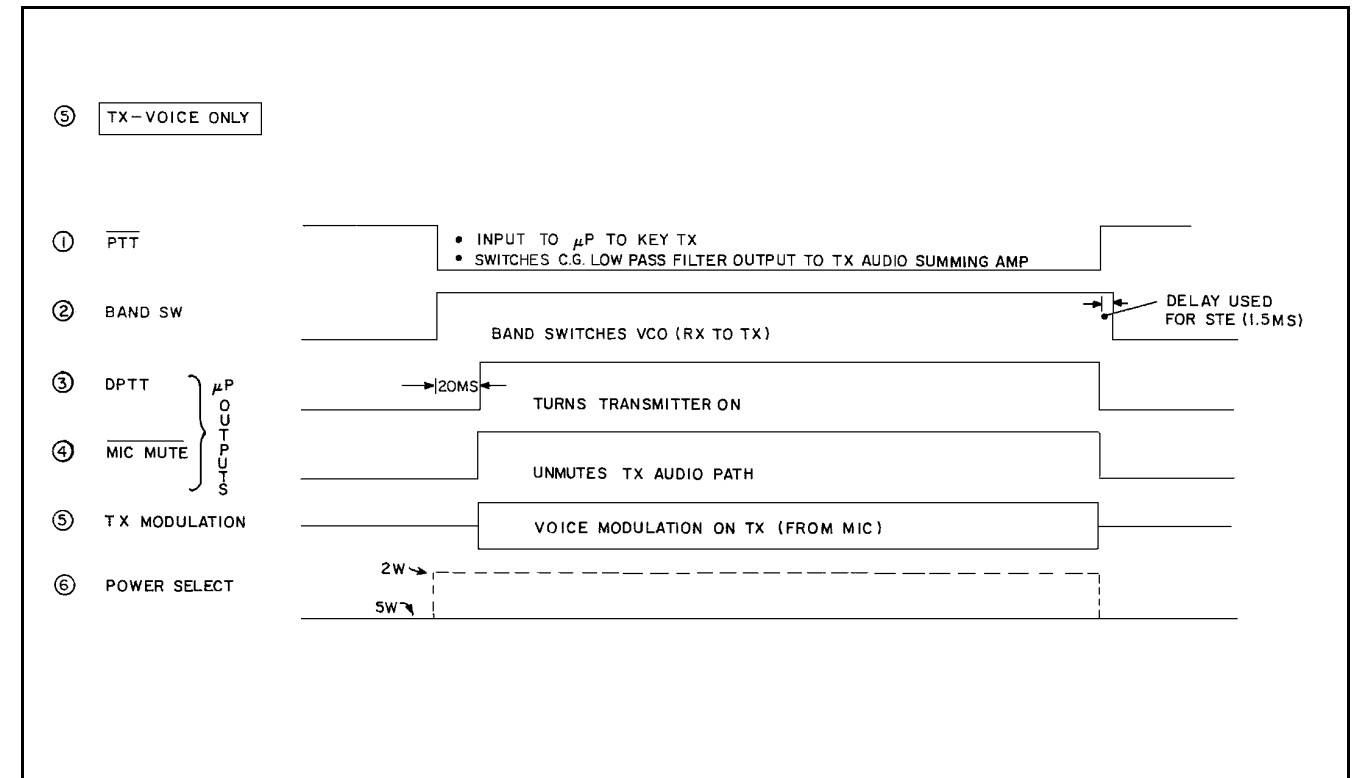 ⑤ TX-VOICE ONLY
① PTT
• INPUT TO μP TO KEY TX
• SWITCHES C.G. LOW PASS FILTER OUTPUT TO TX AUDIO SUMMING AMP
② BAND SW
BAND SWITCHES VCO (RX TO TX)
DELAY USED
FOR STE (1.5MS)
③ DPTT
μP OUTPUTS
20MS
TURNS TRANSMITTER ON
④ MIC MUTE
UNMUTES TX AUDIO PATH
⑤ TX MODULATION
VOICE MODULATION ON TX (FROM MIC)
⑥ POWER SELECT
2W
5W